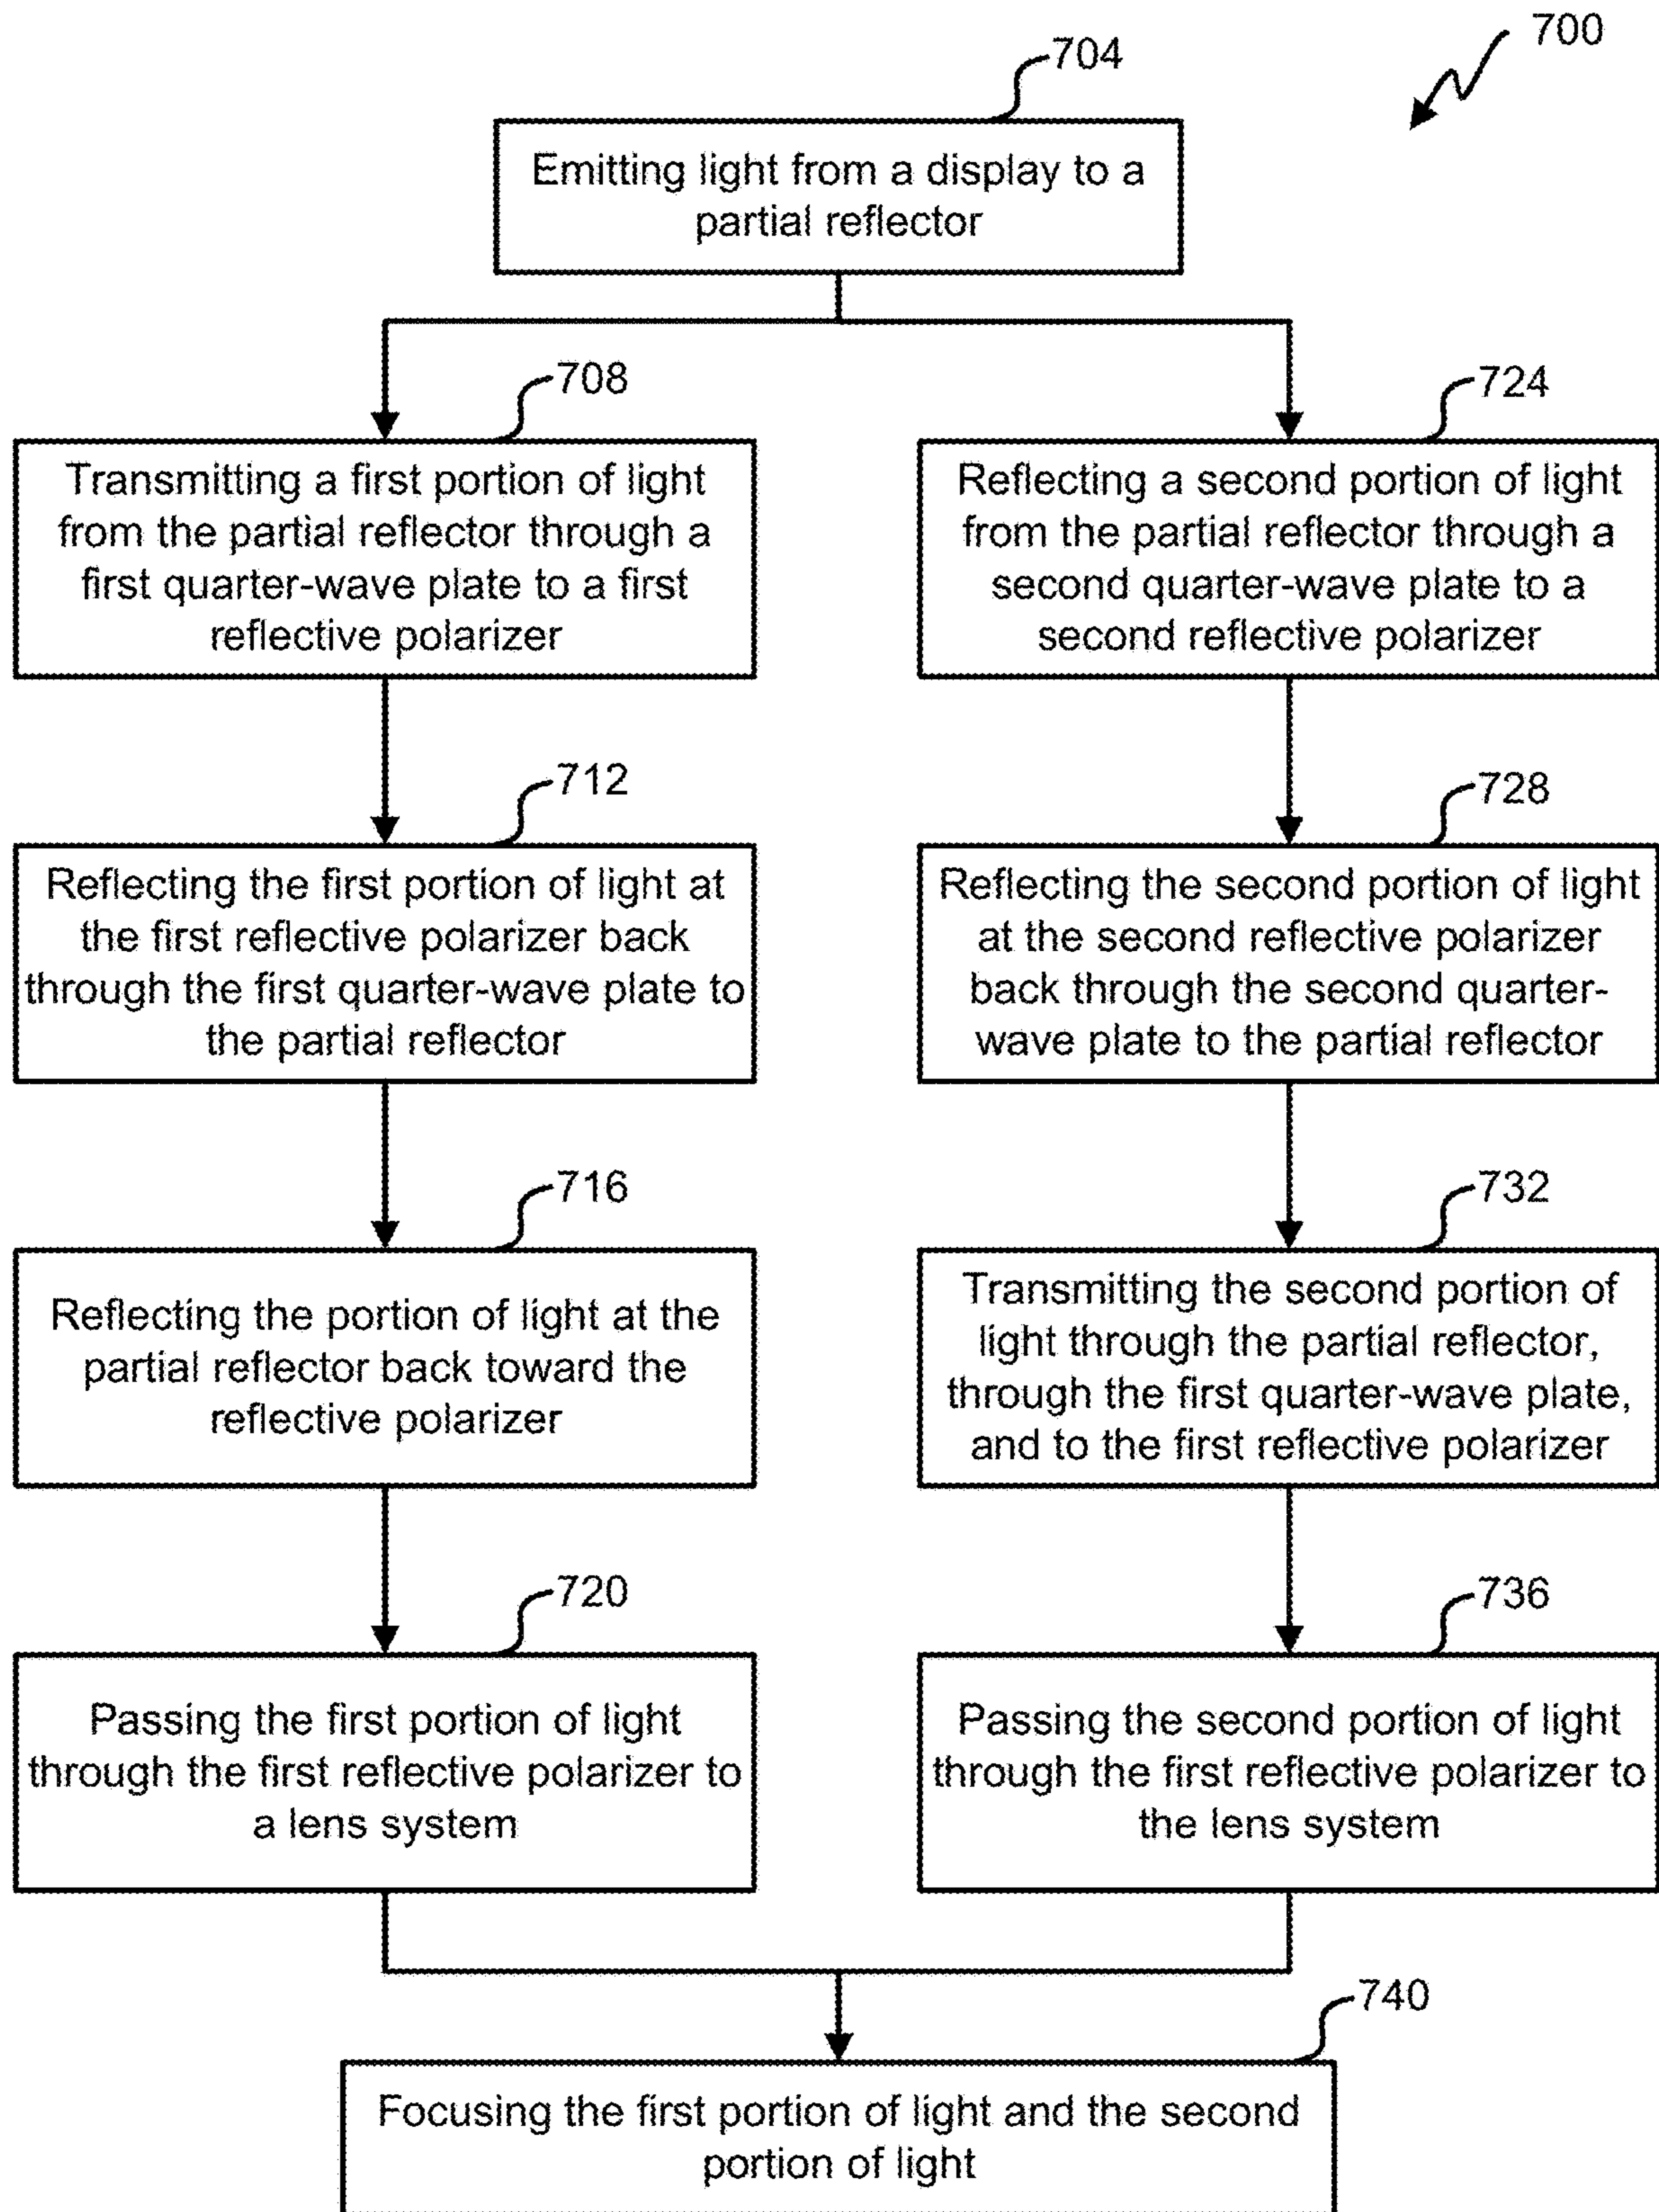 700
704
Emitting light from a display to a
partial reflector
708
Transmitting a first portion of light
from the partial reflector through a
first quarter-wave plate to a first
reflective polarizer
724
Reflecting a second portion of light
from the partial reflector through a
second quarter-wave plate to a
second reflective polarizer
712
Reflecting the first portion of light at
the first reflective polarizer back
through the first quarter-wave plate to
the partial reflector
728
Reflecting the second portion of light
at the second reflective polarizer
back through the second quarter-
wave plate to the partial reflector
716
Reflecting the portion of light at the
partial reflector back toward the
reflective polarizer
732
Transmitting the second portion of
light through the partial reflector,
through the first quarter-wave plate,
and to the first reflective polarizer
720
Passing the first portion of light
through the first reflective polarizer to
a lens system
736
Passing the second portion of light
through the first reflective polarizer to
the lens system
740
Focusing the first portion of light and the second
portion of light